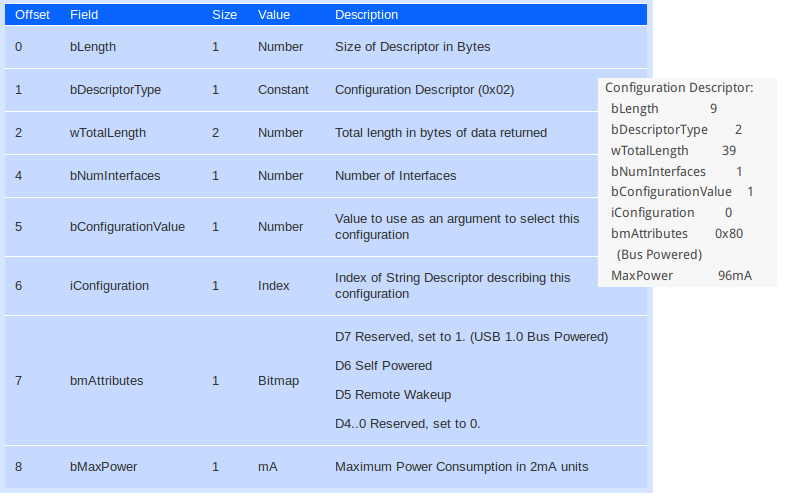 Offset Field Size Value Description
0 bLength 1 Number Size of Descriptor in Bytes
1 bDescriptorType 1 Constant Configuration Descriptor (0x02)
2 wTotalLength 2 Number Total length in bytes of data returned
4 bNumInterfaces 1 Number Number of Interfaces
5 bConfigurationValue 1 Number Value to use as an argument to select this
configuration
6 iConfiguration 1 Index Index of String Descriptor describing this
configuration
7 bmAttributes 1 Bitmap D7 Reserved, set to 1. (USB 1.0 Bus Powered)
D6 Self Powered
D5 Remote Wakeup
D4..0 Reserved, set to 0.
8 bMaxPower 1 mA Maximum Power Consumption in 2mA units
Configuration Descriptor:
bLength 9
bDescriptorType 2
wTotalLength 39
bNumInterfaces 1
bConfigurationValue 1
iConfiguration 0
bmAttributes 0x80
(Bus Powered)
MaxPower 96mA